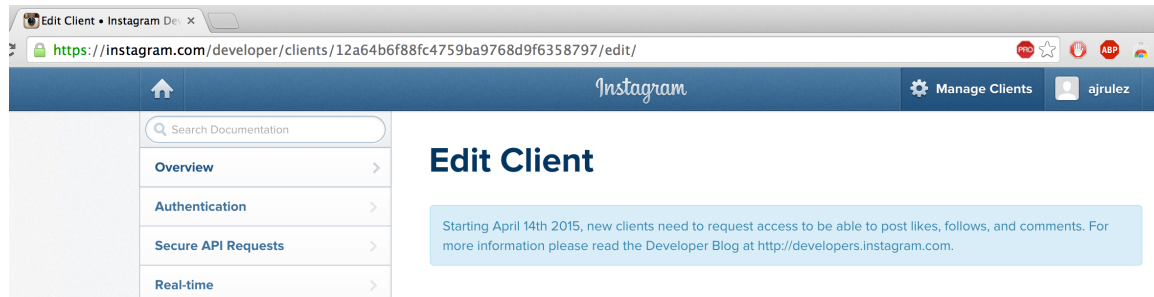 Edit Client • Instagram Dev
https://instagram.com/developer/clients/12a64b6f88fc4759ba9768d9f6358797/edit/
PRO
ABP
Instagram
Manage Clients
ajrulez
Search Documentation
Overview
Authentication
Secure API Requests
Real-time
Edit Client
Starting April 14th 2015, new clients need to request access to be able to post likes, follows, and comments. For
more information please read the Developer Blog at http://developers.instagram.com.